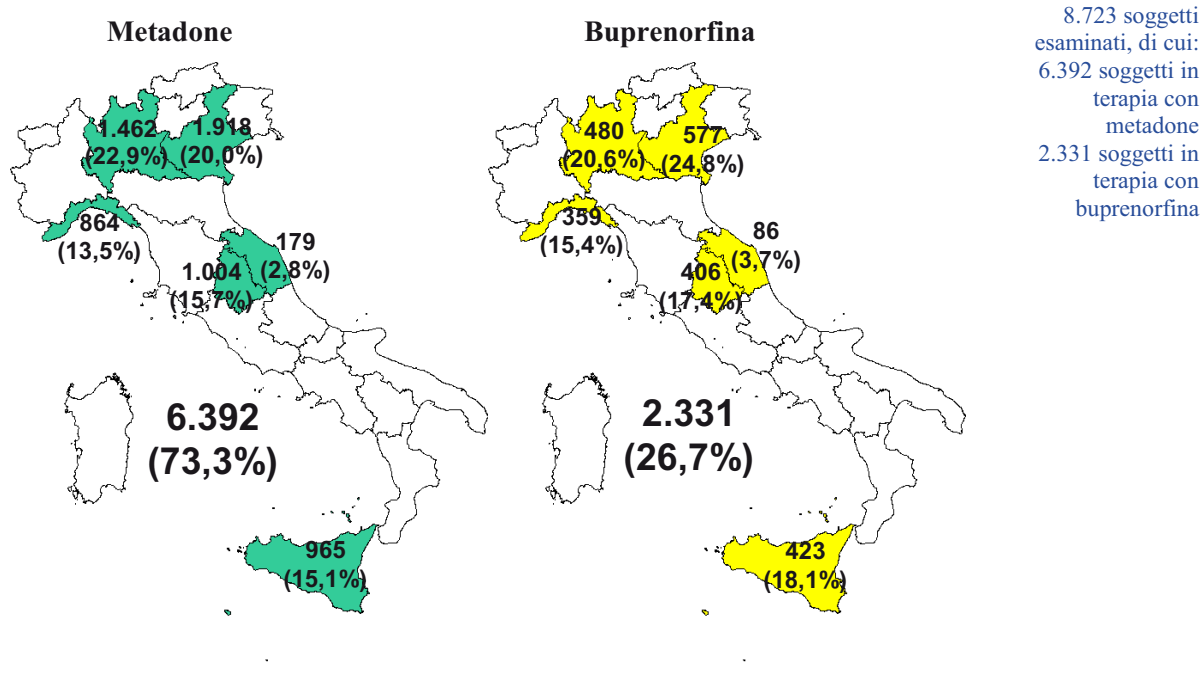 Metadone
1.462
(22,9%)
1.918
(20,0%)
864
(13,5%)
179
(2,8%)
1.004
(15,7%)
6.392
(73,3%)
965
(15,1%)
Buprenorfina
480
(20,6%)
577
(24,8%)
359
(15,4%)
86
(3,7%)
406
(17,4%)
2.331
(26,7%)
423
(18,1%)
8.723 soggetti
esaminati, di cui:
6.392 soggetti in
terapia con
metadone
2.331 soggetti in
terapia con
buprenorfina